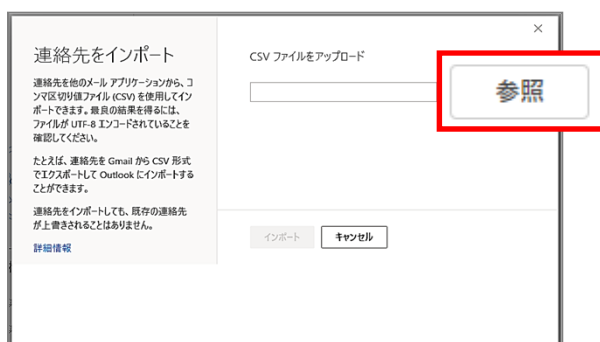 連絡先をインポート
連絡先を他のメール アプリケーションから、コ
ンマ区切り値ファイル (CSV) を使用してイン
ポートできます。最良の結果を得るには、
ファイルが UTF-8 エンコードされていることを
確認してください。
たとえば、連絡先を Gmail から CSV 形式
でエクスポートして Outlook にインポートする
ことができます。
連絡先をインポートしても、既存の連絡先
が上書きされることはありません。
詳細情報
CSV ファイルをアップロード
参照
インポート
キャンセル